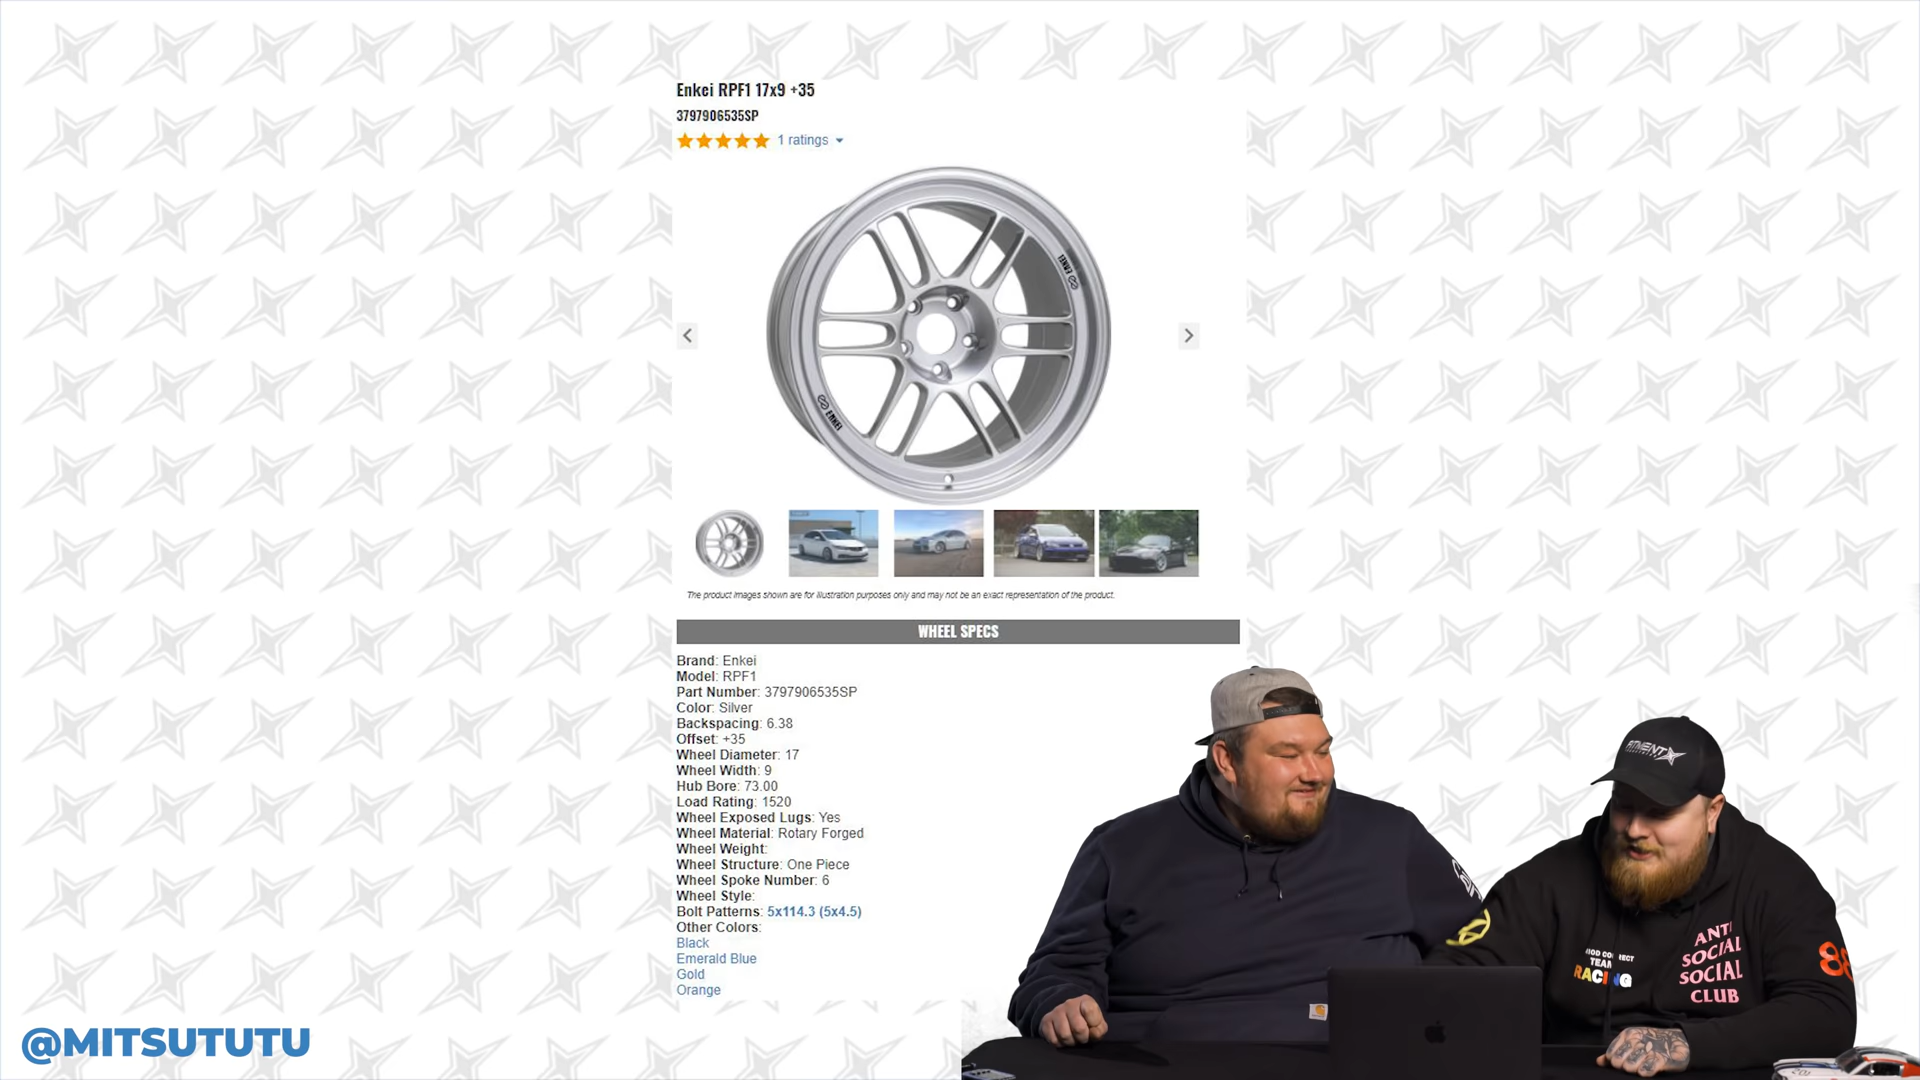 Enkei RPF1 17x9 +35
3797906535SP
1 ratings
ENKEI
ENKEI
The product images shown are for illustration purposes only and may not be an exact representation of the product.
WHEEL SPECS
Brand: Enkei
Model: RPF1
Part Number: 3797906535SP
Color: Silver
Backspacing: 6.38
Offset: +35
Wheel Diameter: 17
Wheel Width: 9
Hub Bore: 73.00
Load Rating: 1520
Wheel Exposed Lugs: Yes
Wheel Material: Rotary Forged
Wheel Weight:
Wheel Structure: One Piece
Wheel Spoke Number: 6
Wheel Style:
Bolt Patterns: 5x114.3 (5x4.5)
Other Colors:
Black
Emerald Blue
Gold
Orange
@MITSUTUTU
FITMENT
TEAM
RACING
ANTI
SOCIAL
SOCIAL
CLUB
88